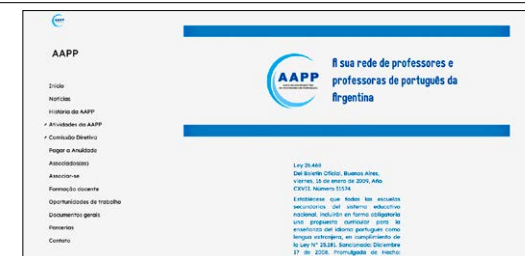 AAPP
AAPP
Início
Notícias
História da AAPP
Atividades da AAPP
Comissão Diretiva
Pagar a Anuidade
Associados/as
Associar-se
Formação docente
Oportunidades de trabalho
Documentos gerais
Parcerias
Contato
AAPP
A sua rede de professores e
professoras de português da
Argentina
Ley 26.468
Del Boletín Oficial, Buenos Aires,
viernes, 16 de enero de 2009, Año
CXVII. Número 31574
Establécese que todas las escuelas
secundarias del sistema educativo
nacional, incluirán en forma obligatoria
una propuesta curricular para la
enseñanza del idioma portugués como
lengua extranjera, en cumplimiento de
la Ley N° 25.181. Sancionada: Diciembre
17 de 2008. Promulgada de Hecho: